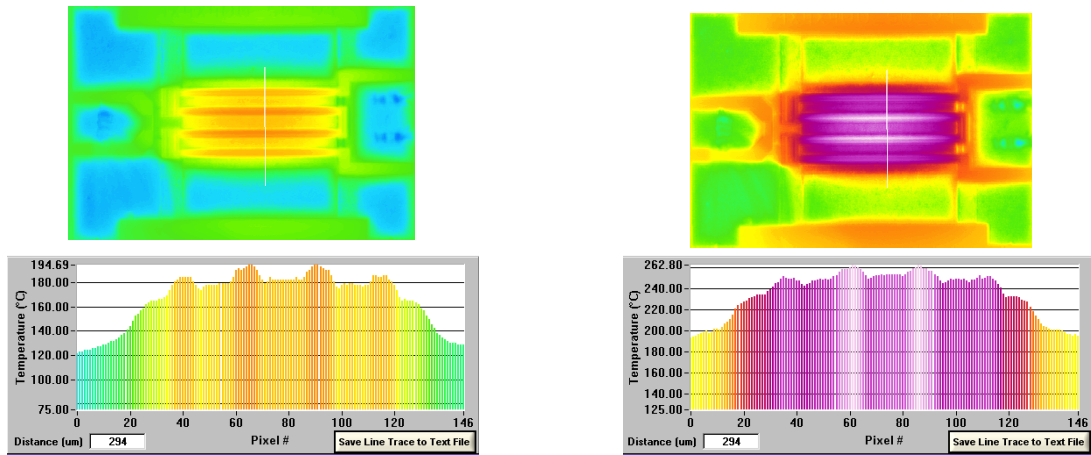 194.69
180.00
160.00
140.00
120.00
100.00
75.00
Temperature (°C)
0 20 40 60 80 100 120 146
Distance (um) 294 Pixel # Save Line Trace to Text File
262.80
240.00
220.00
200.00
180.00
160.00
140.00
125.00
Temperature (°C)
0 20 40 60 80 100 120 146
Distance (um) 294 Pixel # Save Line Trace to Text File